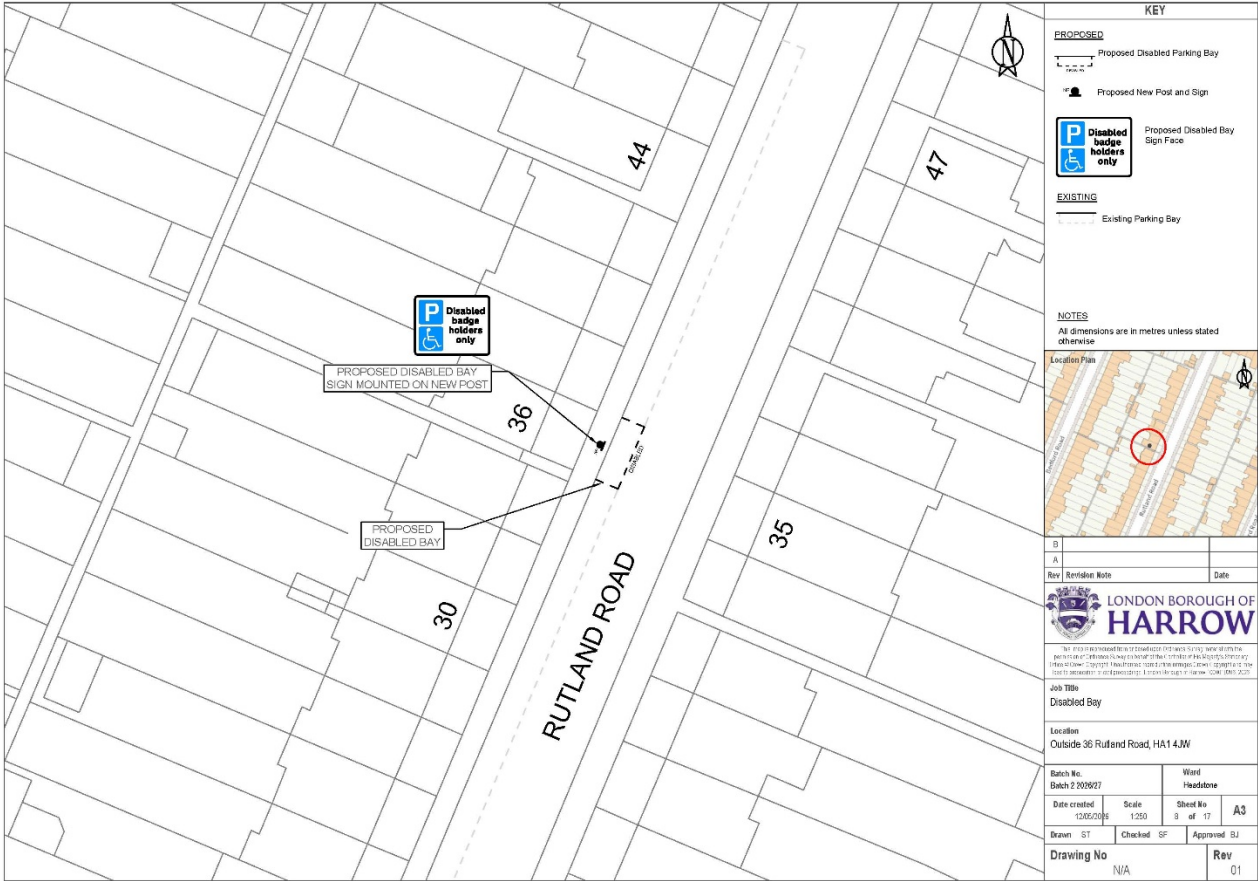 44
47
P Disabled
badge
holders
only
PROPOSED DISABLED BAY
SIGN MOUNTED ON NEW POST
36
DISABLED
35
PROPOSED
DISABLED BAY
30
RUTLAND ROAD
N
KEY
PROPOSED
Proposed Disabled Parking Bay
Proposed New Post and Sign
P Disabled
badge
holders
only
Proposed Disabled Bay
Sign Face
EXISTING
Existing Parking Bay
NOTES
All dimensions are in metres unless stated
otherwise
Location Plan
Rutland Road
B
A
Rev Revision Note Date
LONDON BOROUGH OF
HARROW
Job Title
Disabled Bay
Location
Outside 36 Rutland Road, HA1 4JW
Batch No. Ward
Batch 2 2026/27 Headstone
Date created Scale Sheet No A3
1:250 8 of 17
Drawn ST Checked SF Approved BJ
Drawing No Rev
N/A 01